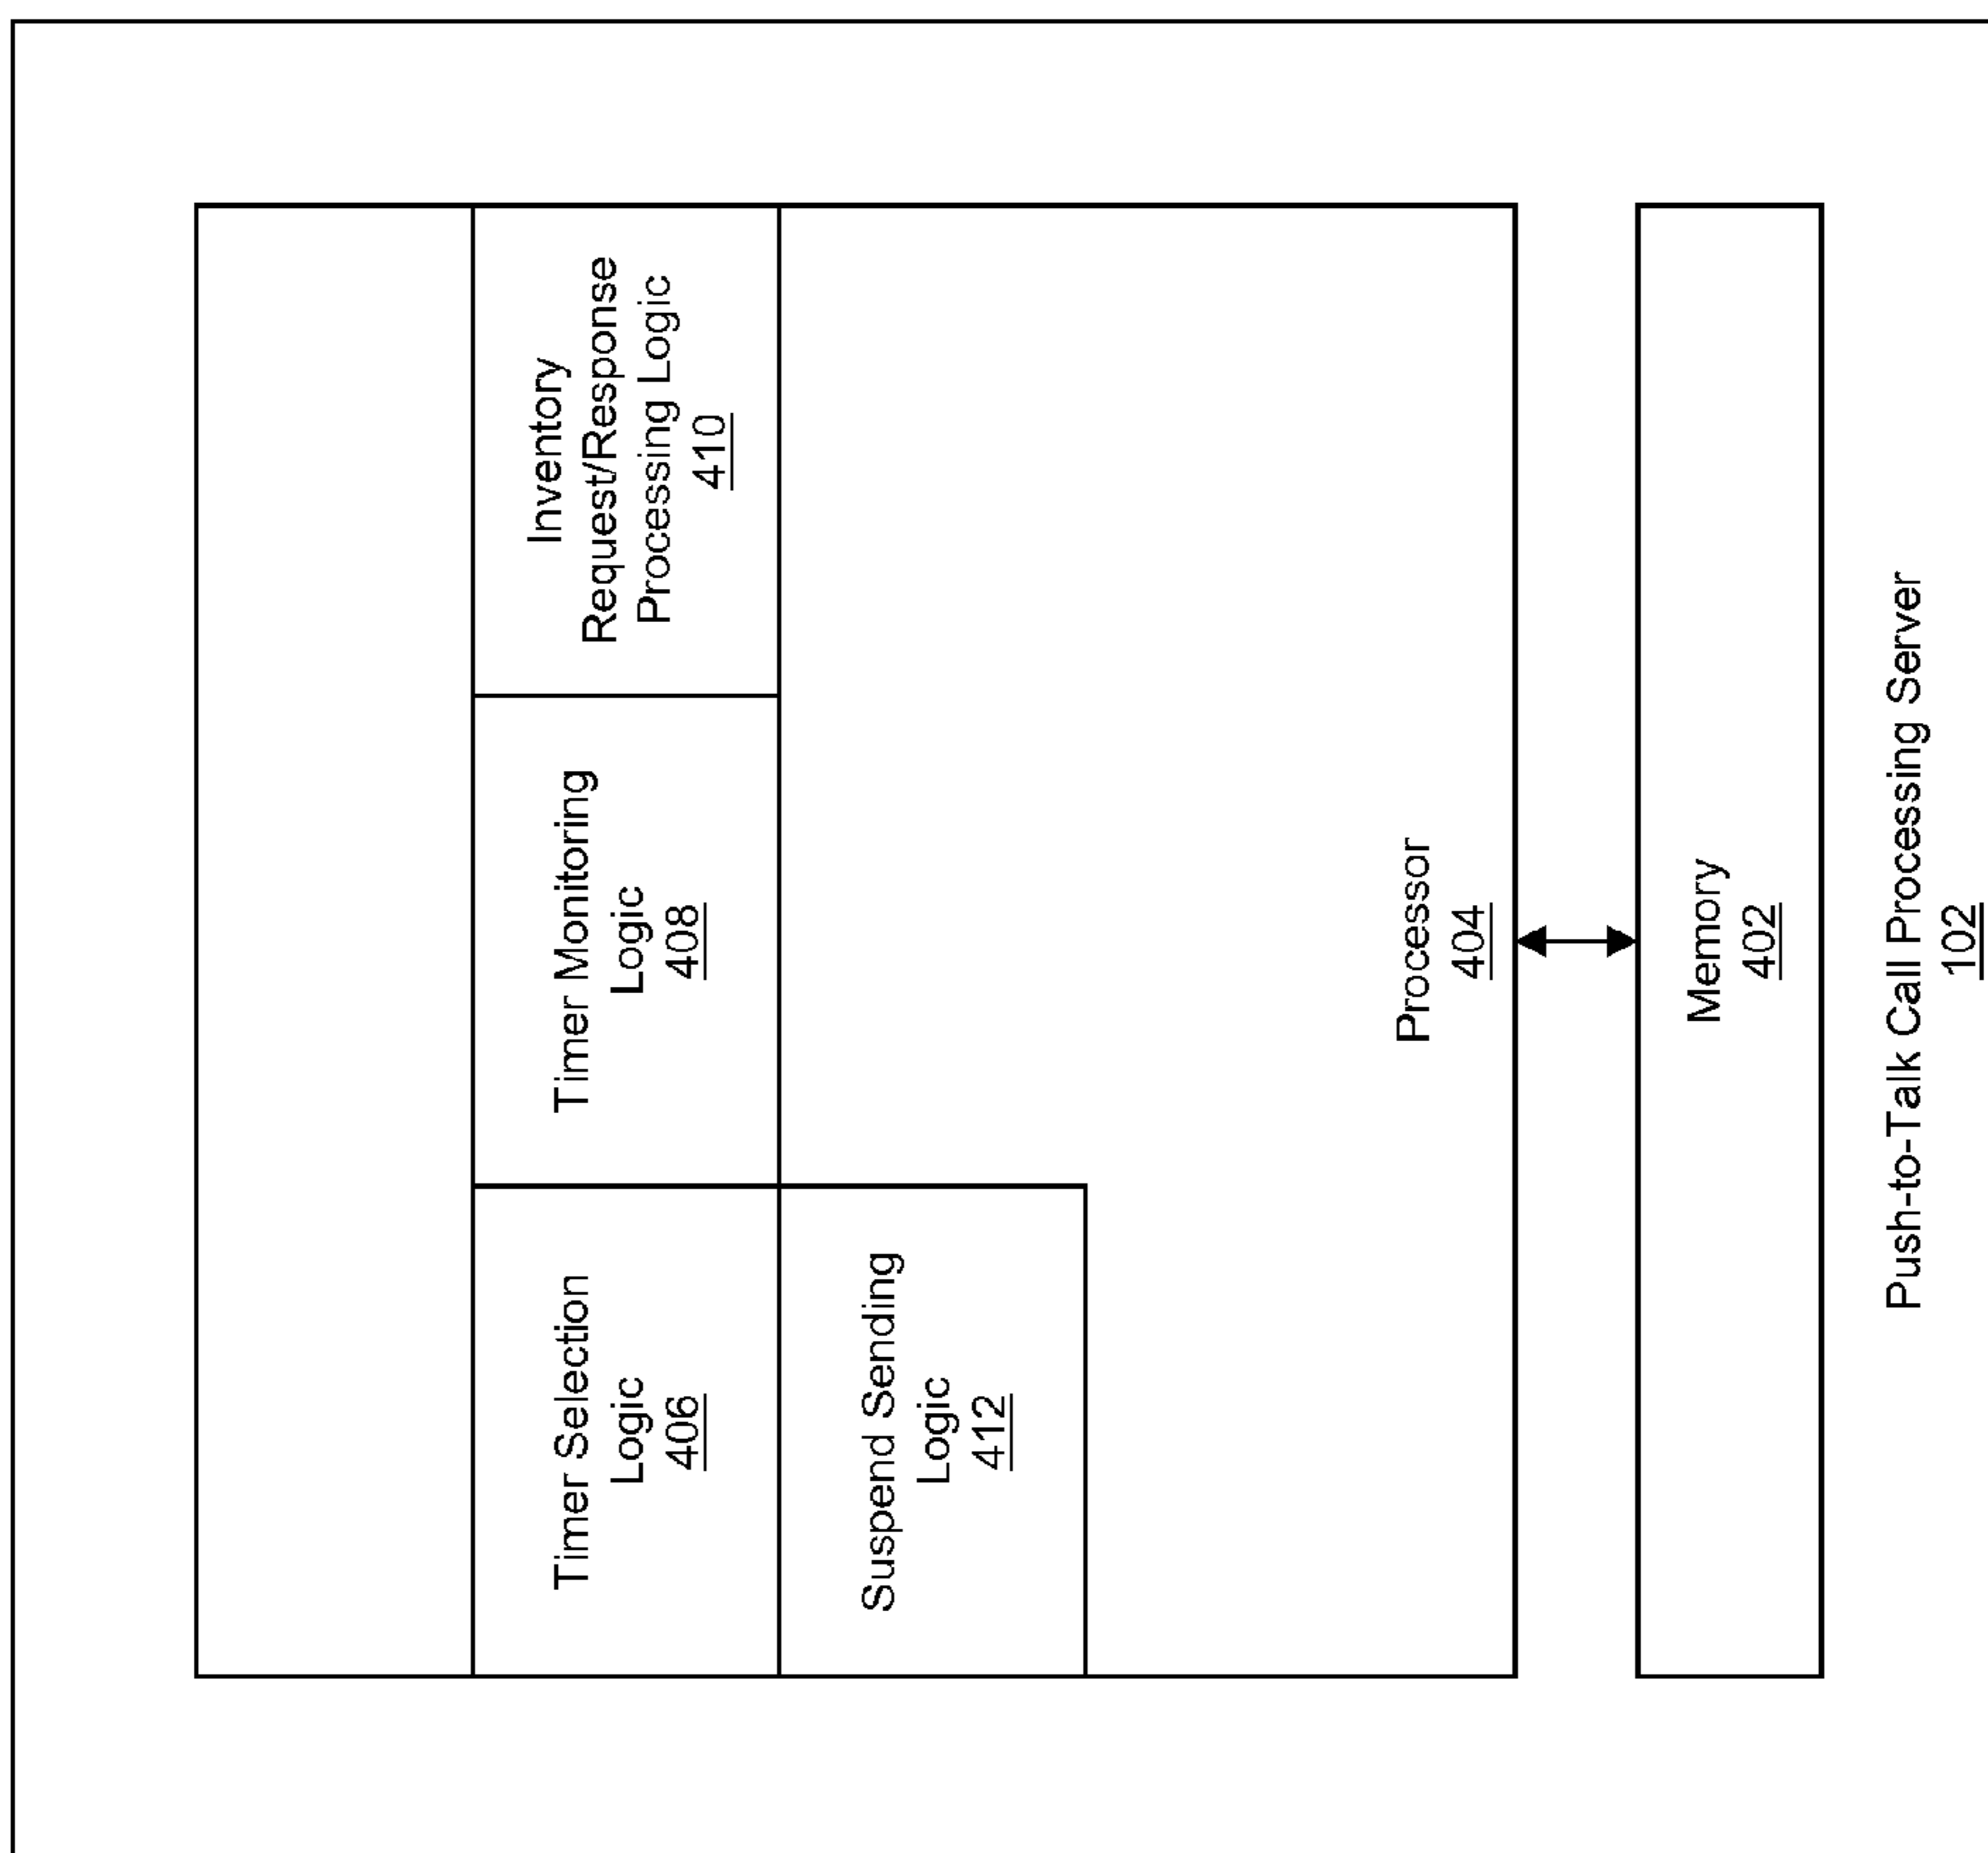 Timer Selection
Logic
406
Timer Monitoring
Logic
408
Inventory
Request/Response
Processing Logic
410
Suspend Sending
Logic
412
Processor
404
Memory
402
Push-to-Talk Call Processing Server
102